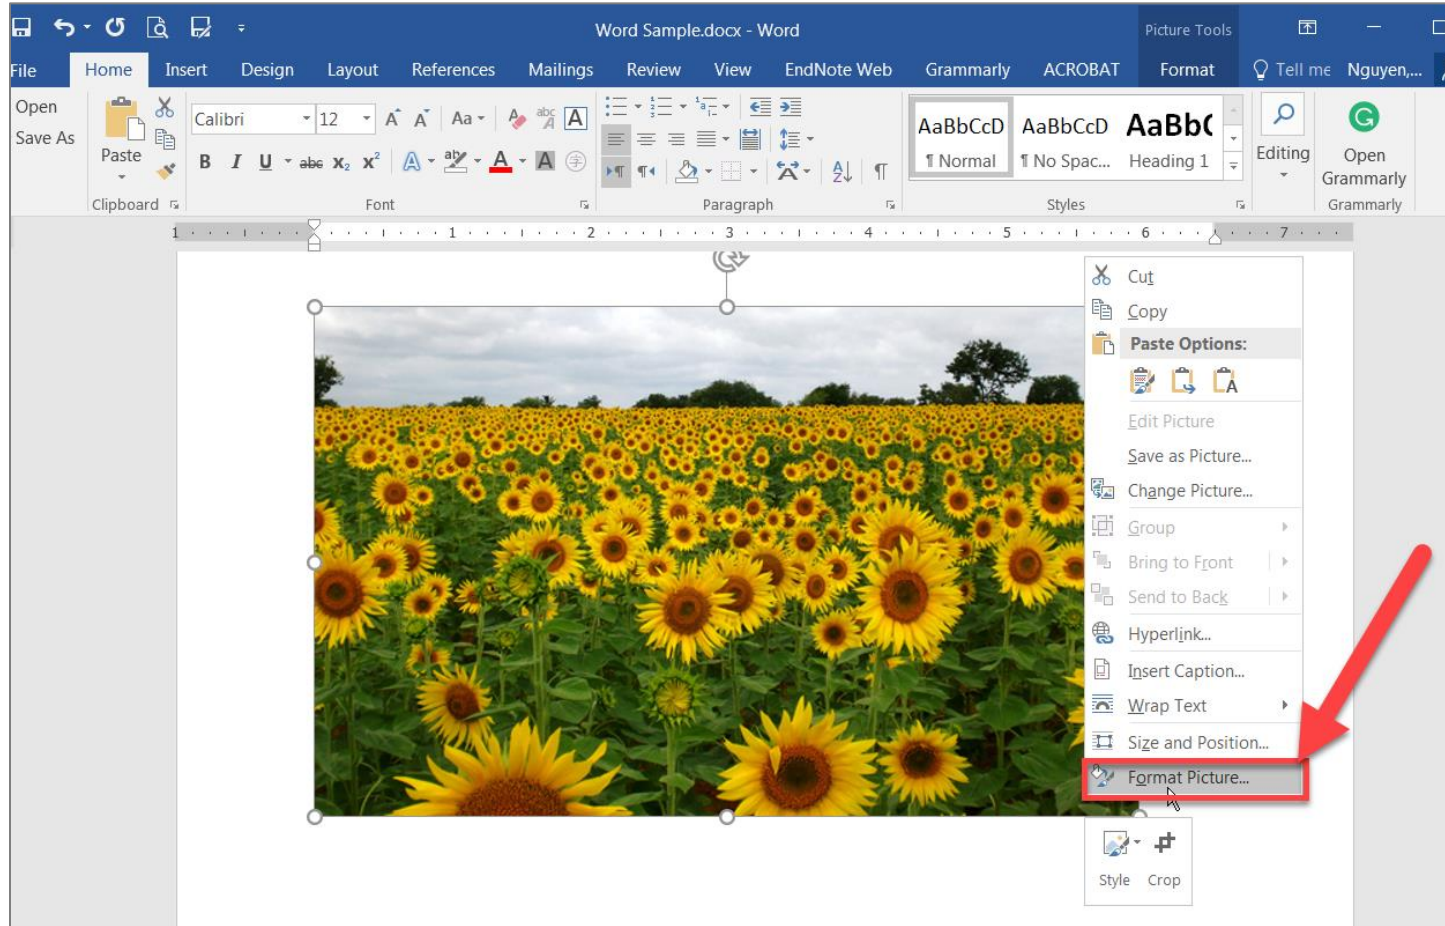 Word Sample.docx - Word
Picture Tools
File Home Insert Design Layout References Mailings Review View EndNote Web Grammarly ACROBAT Format Tell me Nguyen,...
Open
Save As
Paste
Clipboard
Calibri 12 A A Aa abc A
B I U abc X₂ X² A aby A A 字
Font
Paragraph
AaBbCcD AaBbCcD AaBb(
¶ Normal ¶ No Spac... Heading 1
Styles
Editing
Open
Grammarly
Grammarly
1 1 2 3 4 5 6 7
Cut
Copy
Paste Options:
Edit Picture
Save as Picture...
Change Picture...
Group
Bring to Front
Send to Back
Hyperlink...
Insert Caption...
Wrap Text
Size and Position...
Format Picture...
Style Crop